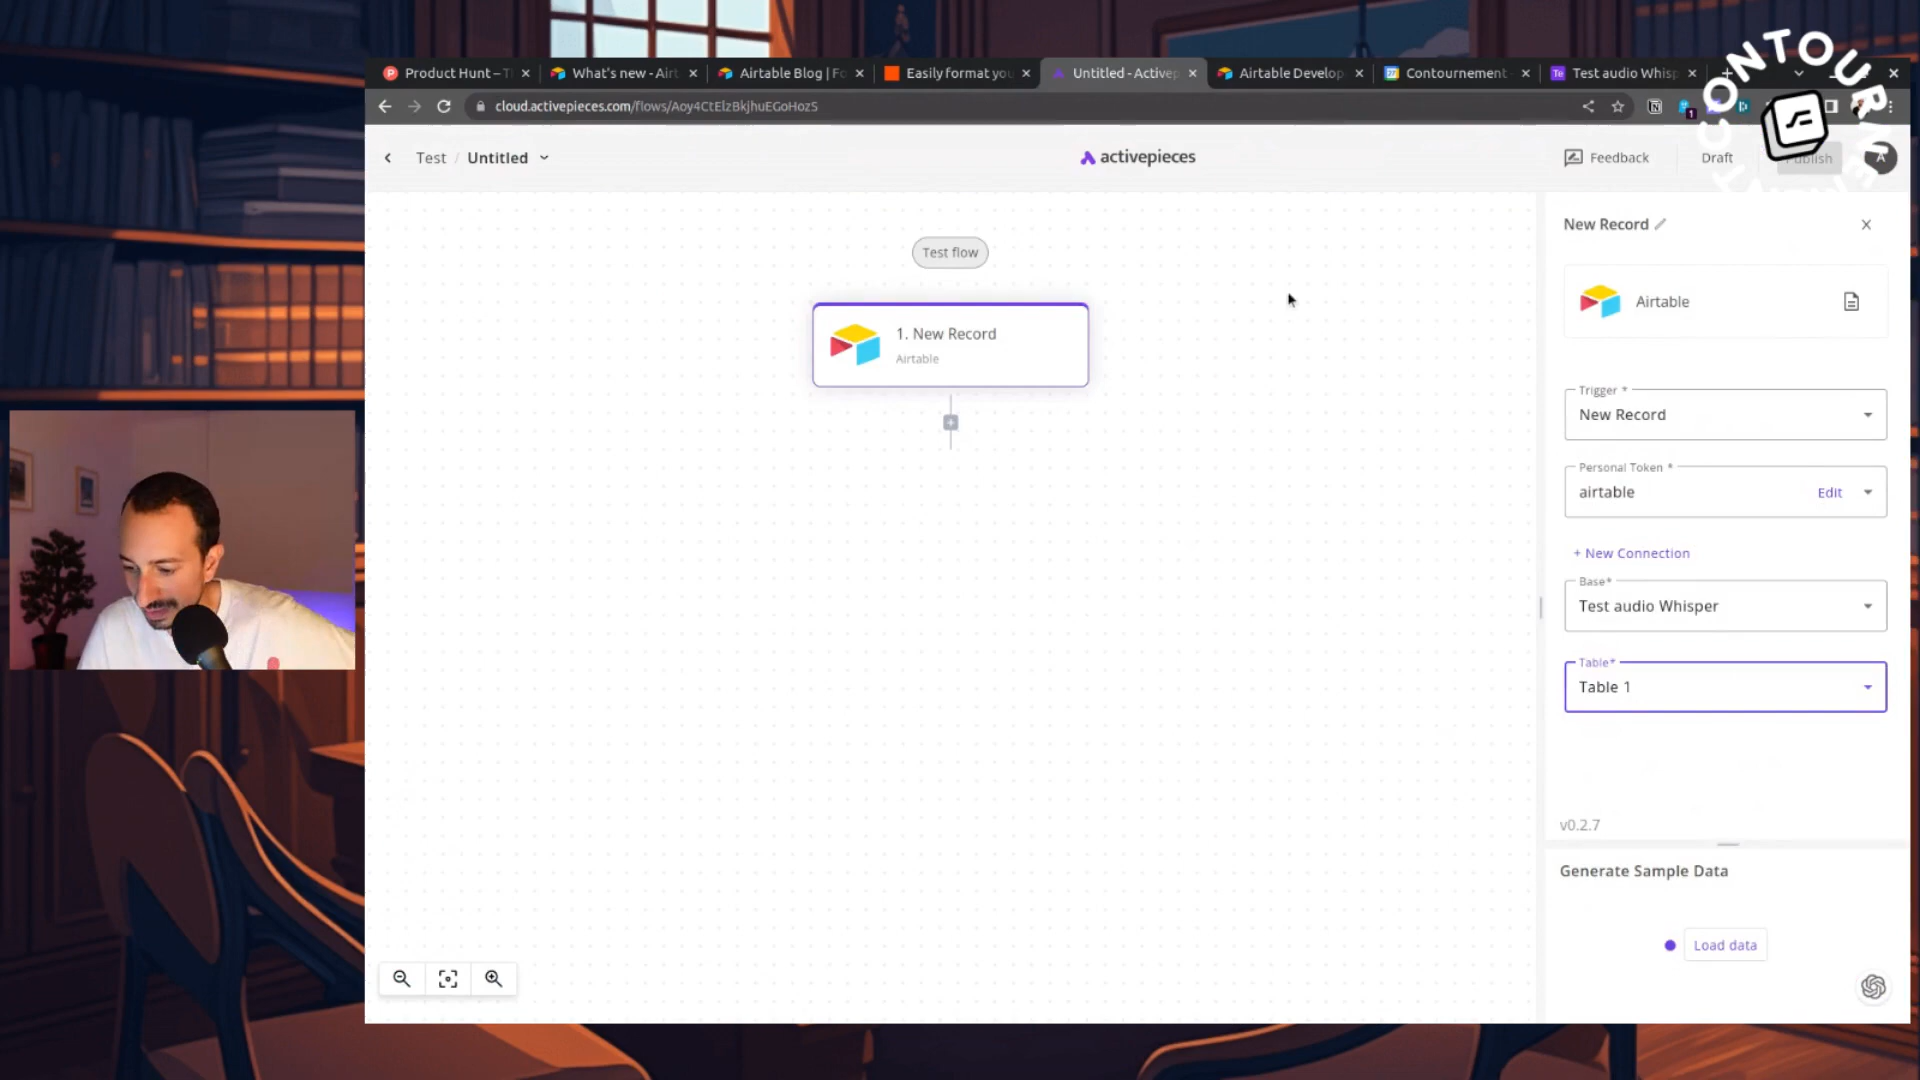 CONTOURNEMENT
Product Hunt – T
What's new - Airt
Airtable Blog | Fo
Easily format you
Untitled - Activep
Airtable Develop
Contournement
Test audio Whisp
cloud.activepieces.com/flows/Aoy4CtElzBkjhuEGoHozS
Test / Untitled
activepieces
Feedback
Draft
Publish
A
New Record
Test flow
Airtable
1. New Record
Airtable
Trigger *
New Record
Personal Token *
airtable
Edit
+ New Connection
Base*
Test audio Whisper
Table*
Table 1
v0.2.7
Generate Sample Data
Load data